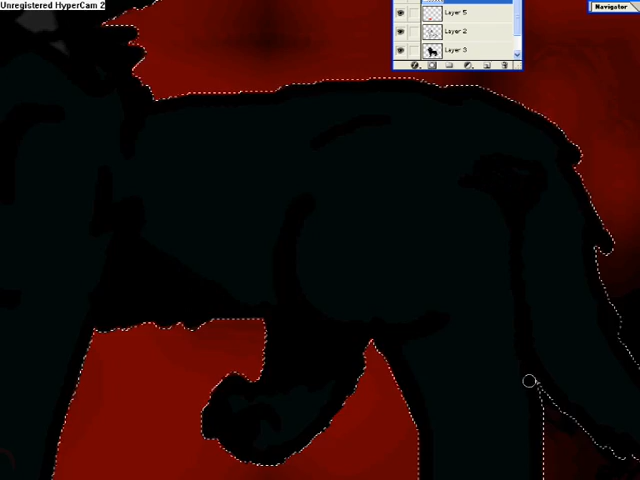 Unregistered HyperCam 2
Layer 5
Layer 2
Layer 3
Navigator